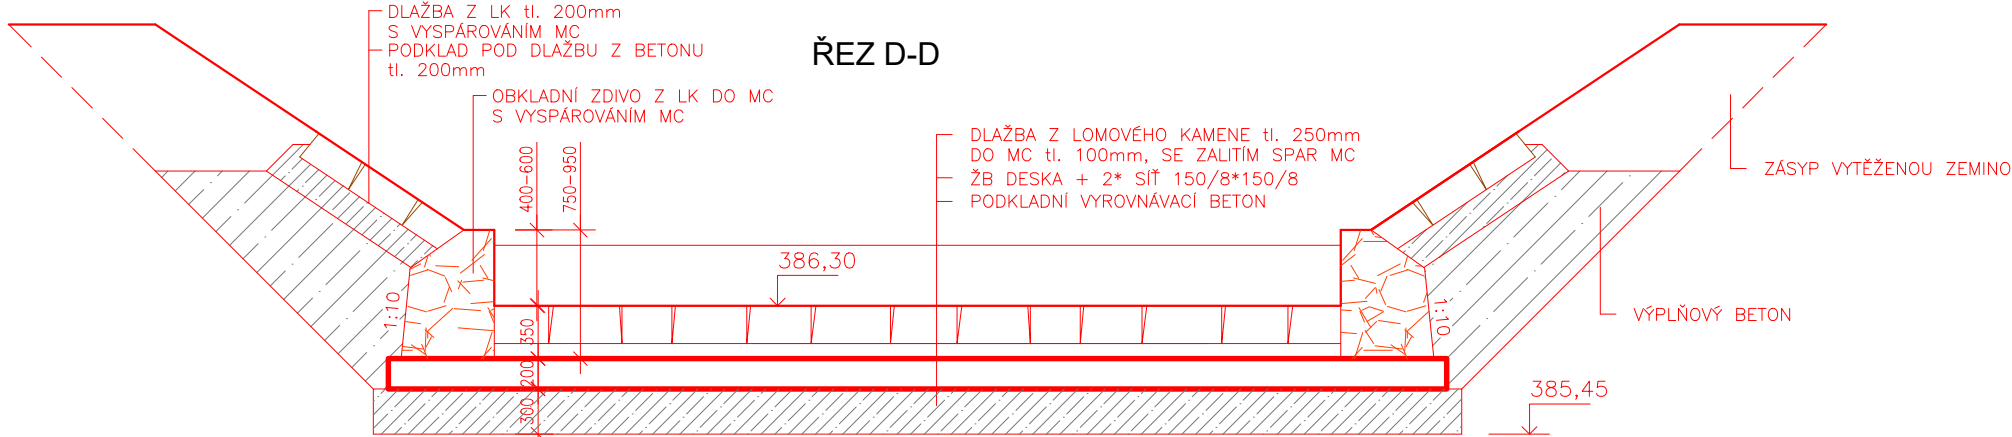 DLAŽBA Z LK tl. 200mm
S VYSPÁROVÁNÍM MC
PODKLAD POD DLAŽBU Z BETONU
tl. 200mm
ŘEZ D-D
OBKLADNÍ ZDIVO Z LK DO MC
S VYSPÁROVÁNÍM MC
DLAŽBA Z LOMOVÉHO KAMENE tl. 250mm
DO MC tl. 100mm, SE ZALITÍM SPAR MC
ŽB DESKA + 2* SÍŤ 150/8*150/8
PODKLADNÍ VYROVNÁVACÍ BETON
ZÁSYP VYTĚŽENOU ZEMINO
400-600
750-950
386,30
1:10
1:10
350
VÝPLŇOVÝ BETON
200
300
385,45